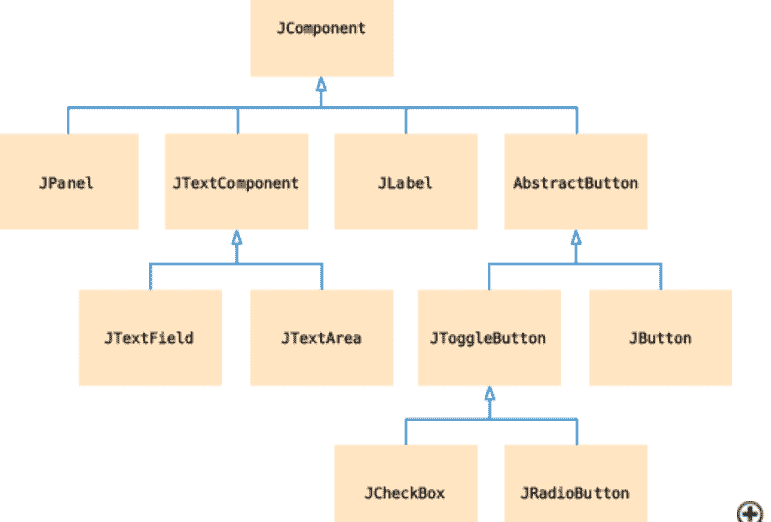 JComponent
JPanel
JTextComponent
JLabel
AbstractButton
JTextField
JTextArea
JToggleButton
JButton
JCheckBox
JRadioButton